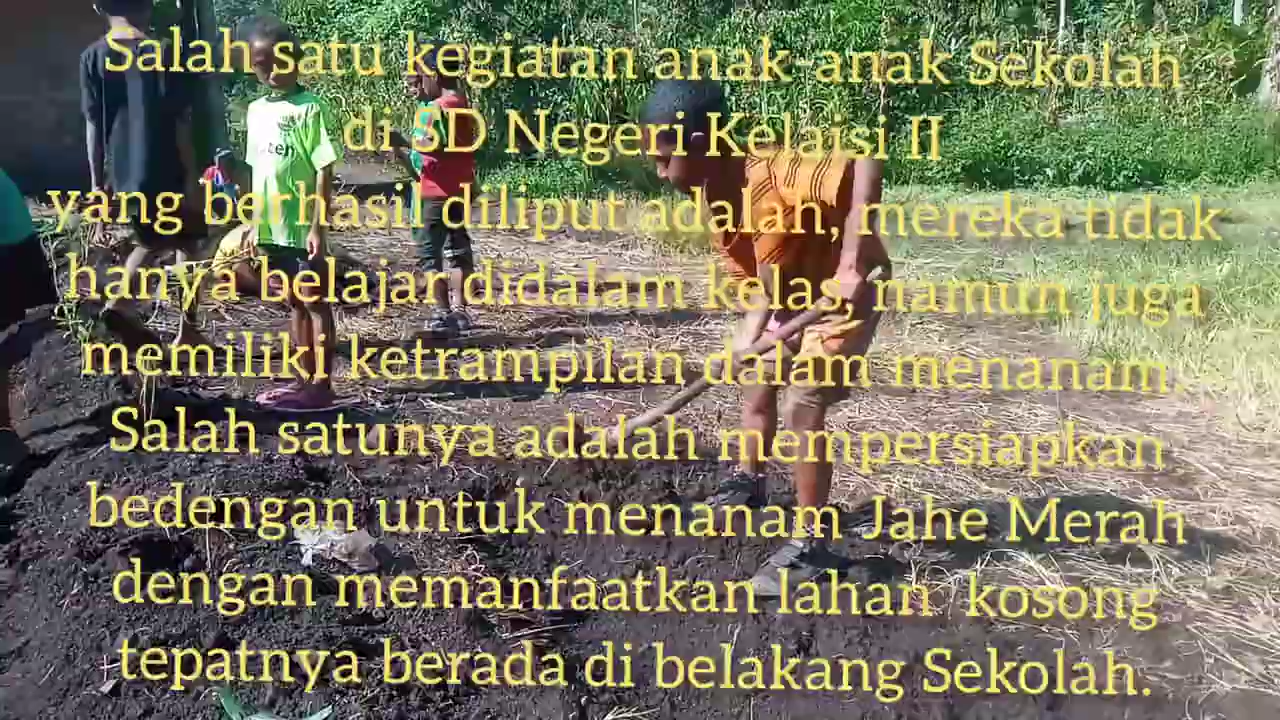 Salah satu kegiatan anak-anak Sekolah
di SD Negeri Kelaisi II
yang berhasil diliput adalah, mereka tidak
hanya belajar didalam kelas, namun juga
memiliki ketrampilan dalam menanam.
Salah satunya adalah mempersiapkan
bedengan untuk menanam Jahe Merah
dengan memanfaatkan lahan kosong
tepatnya berada di belakang Sekolah.